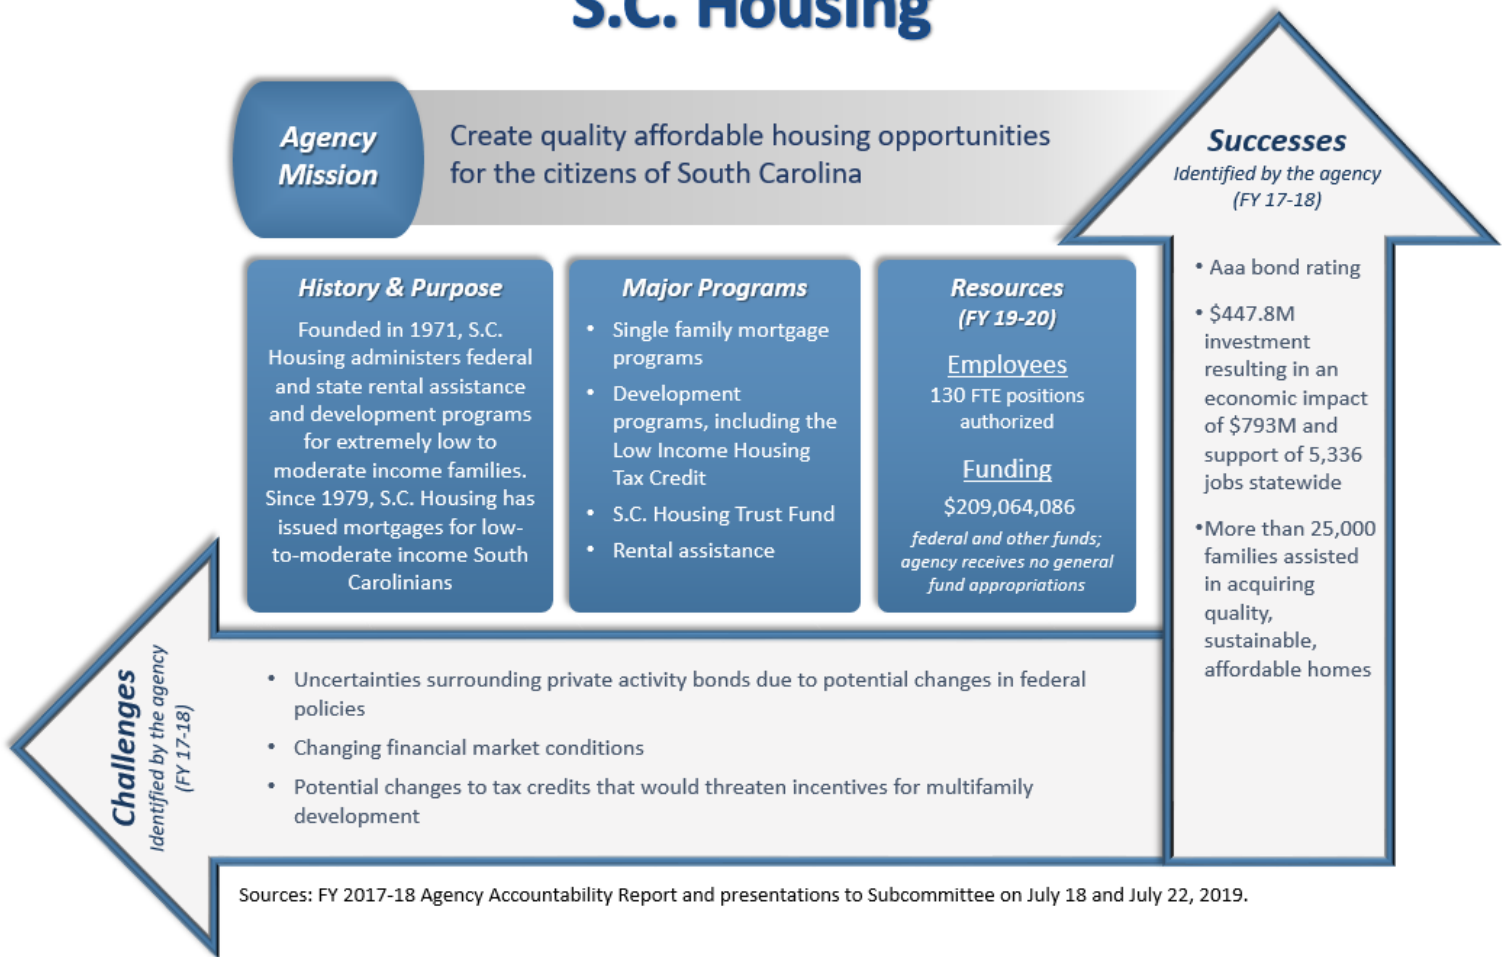 S.C. Housing
Agency
Mission
Create quality affordable housing opportunities
for the citizens of South Carolina
Successes
Identified by the agency
(FY 17-18)
• Aaa bond rating
• $447.8M
investment
resulting in an
economic impact
of $793M and
support of 5,336
jobs statewide
•More than 25,000
families assisted
in acquiring
quality,
sustainable,
affordable homes
History & Purpose
Founded in 1971, S.C.
Housing administers federal
and state rental assistance
and development programs
for extremely low to
moderate income families.
Since 1979, S.C. Housing has
issued mortgages for low-
to-moderate income South
Carolinians
Major Programs
• Single family mortgage
programs
• Development
programs, including the
Low Income Housing
Tax Credit
• S.C. Housing Trust Fund
• Rental assistance
Resources
(FY 19-20)
Employees
130 FTE positions
authorized
Funding
$209,064,086
federal and other funds;
agency receives no general
fund appropriations
Challenges
Identified by the agency
(FY 17-18)
• Uncertainties surrounding private activity bonds due to potential changes in federal
policies
• Changing financial market conditions
• Potential changes to tax credits that would threaten incentives for multifamily
development
Sources: FY 2017-18 Agency Accountability Report and presentations to Subcommittee on July 18 and July 22, 2019.